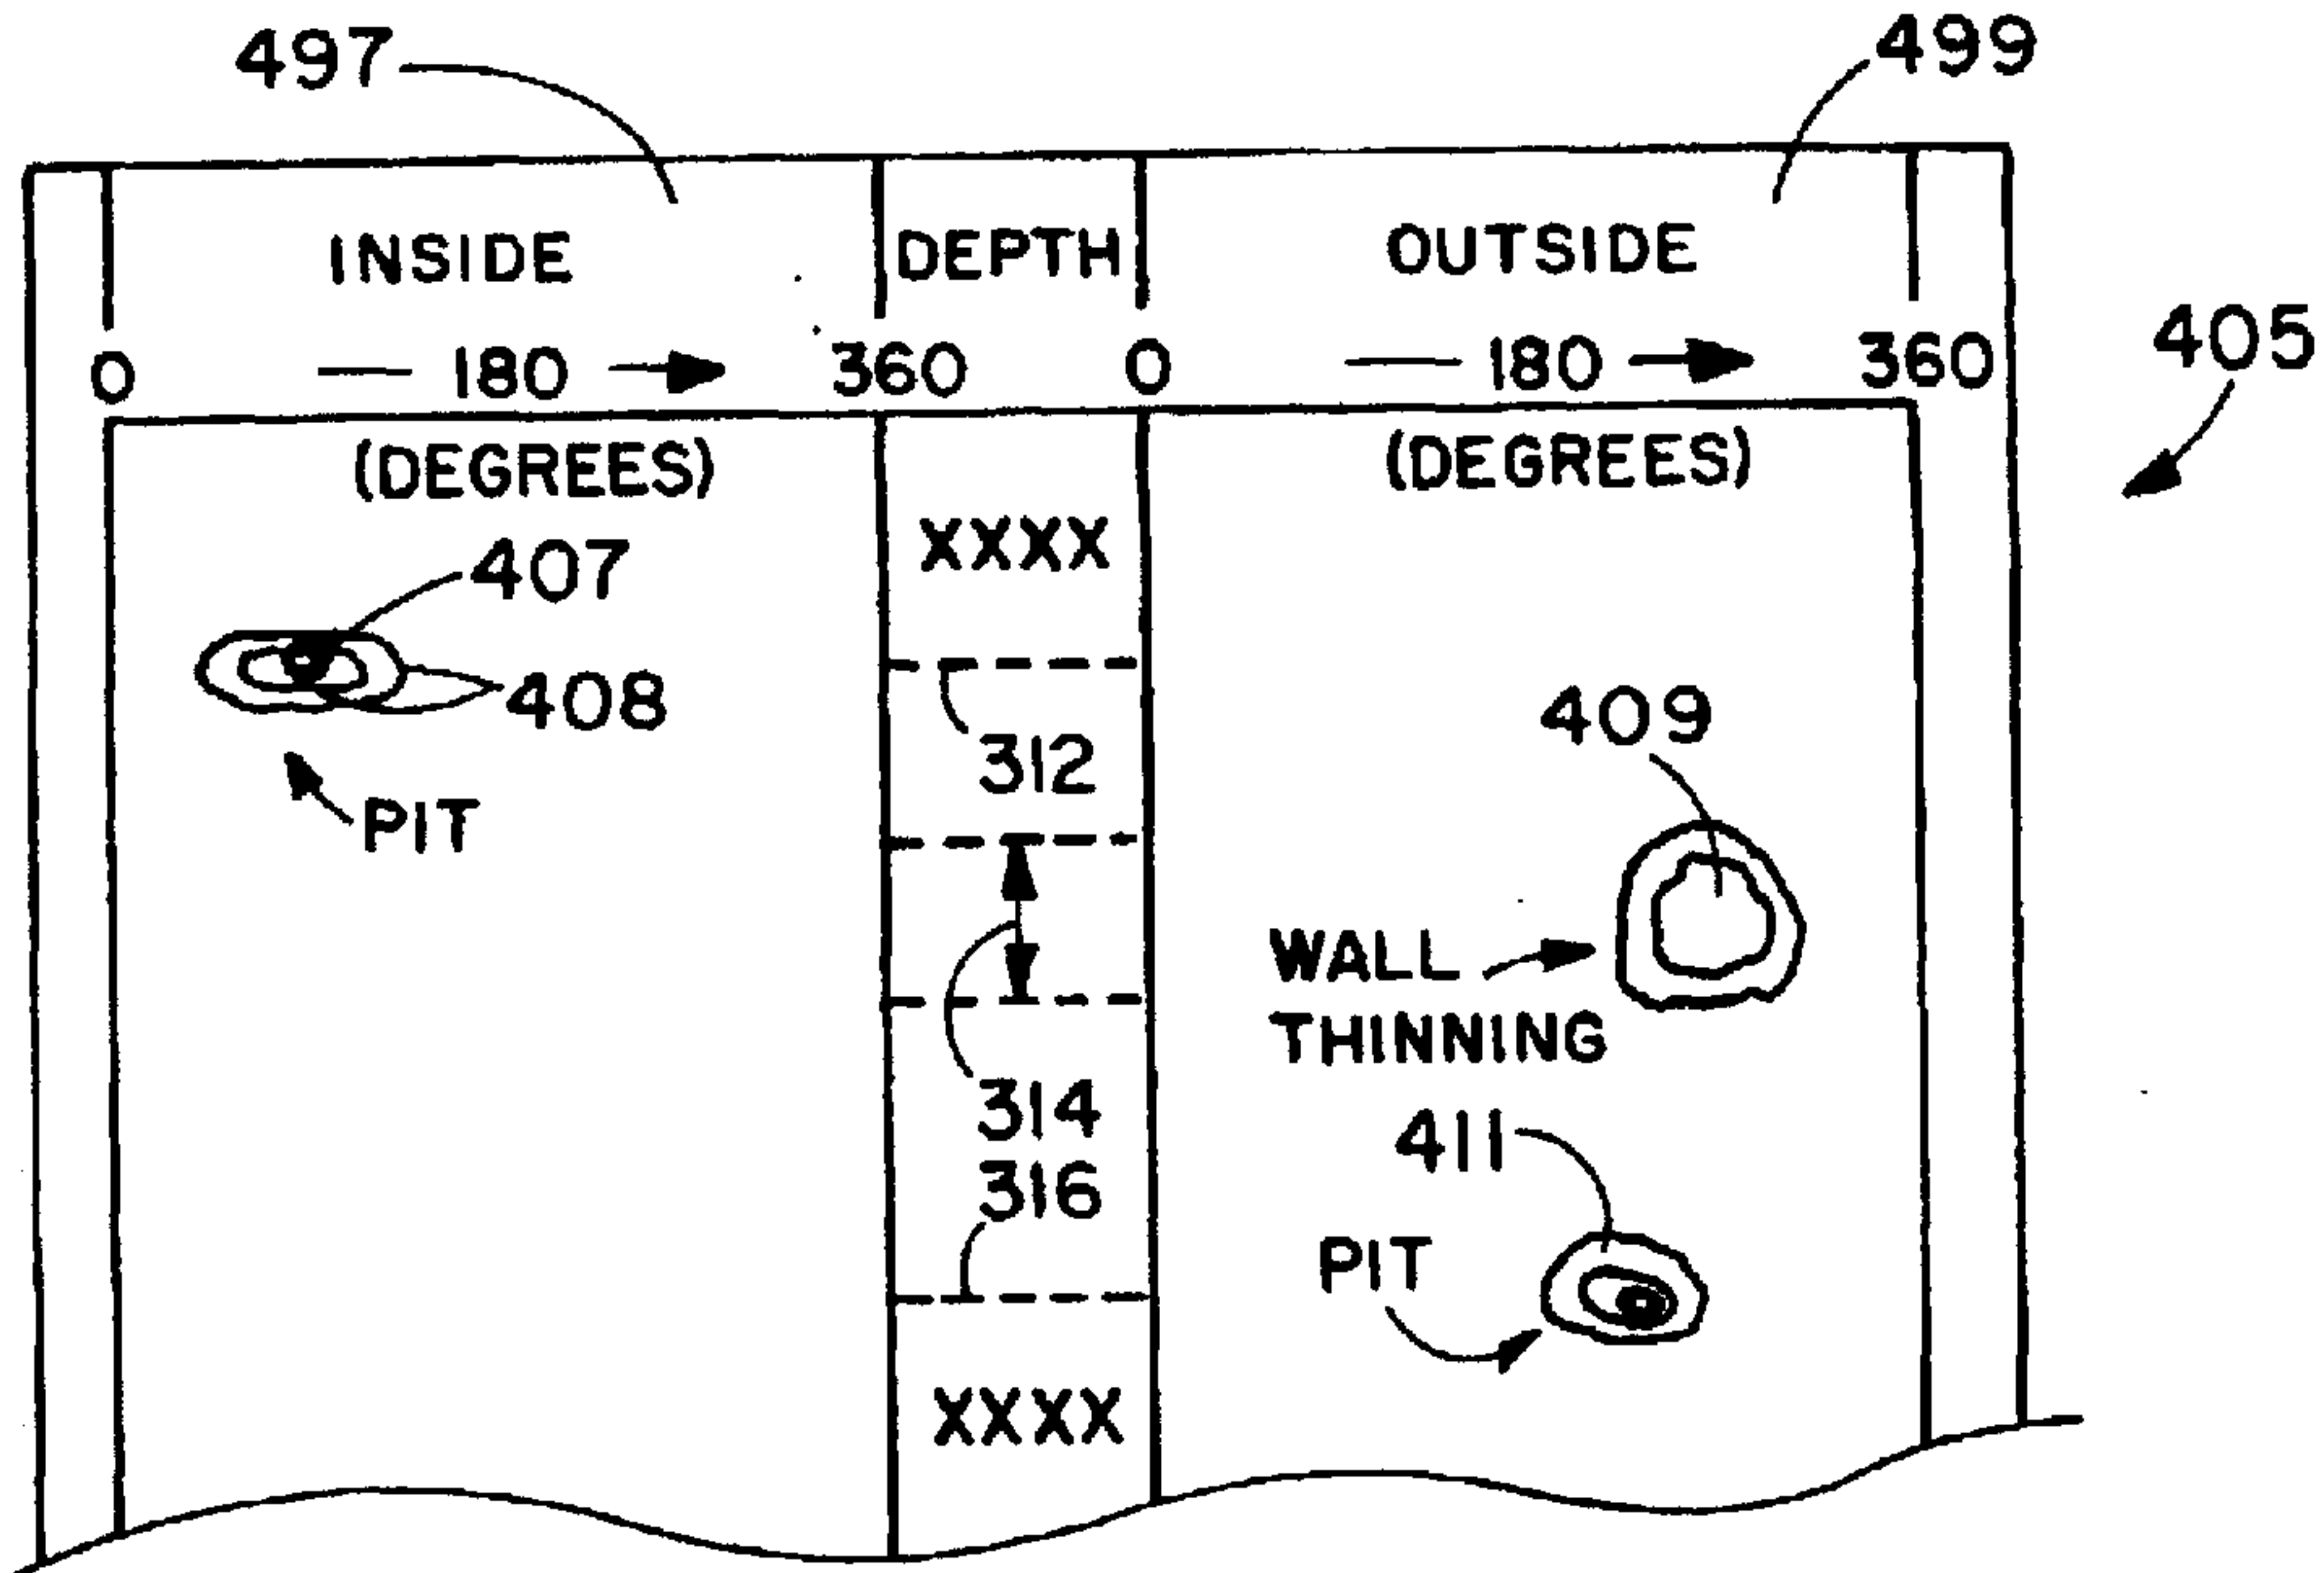 497
499
INSIDE DEPTH OUTSIDE
0 — 180 → 360 0 — 180 → 360
405
(DEGREES) (DEGREES)
XXXX
407
408
409
312
PIT
WALL
THINNING
314
411
316
PIT
XXXX